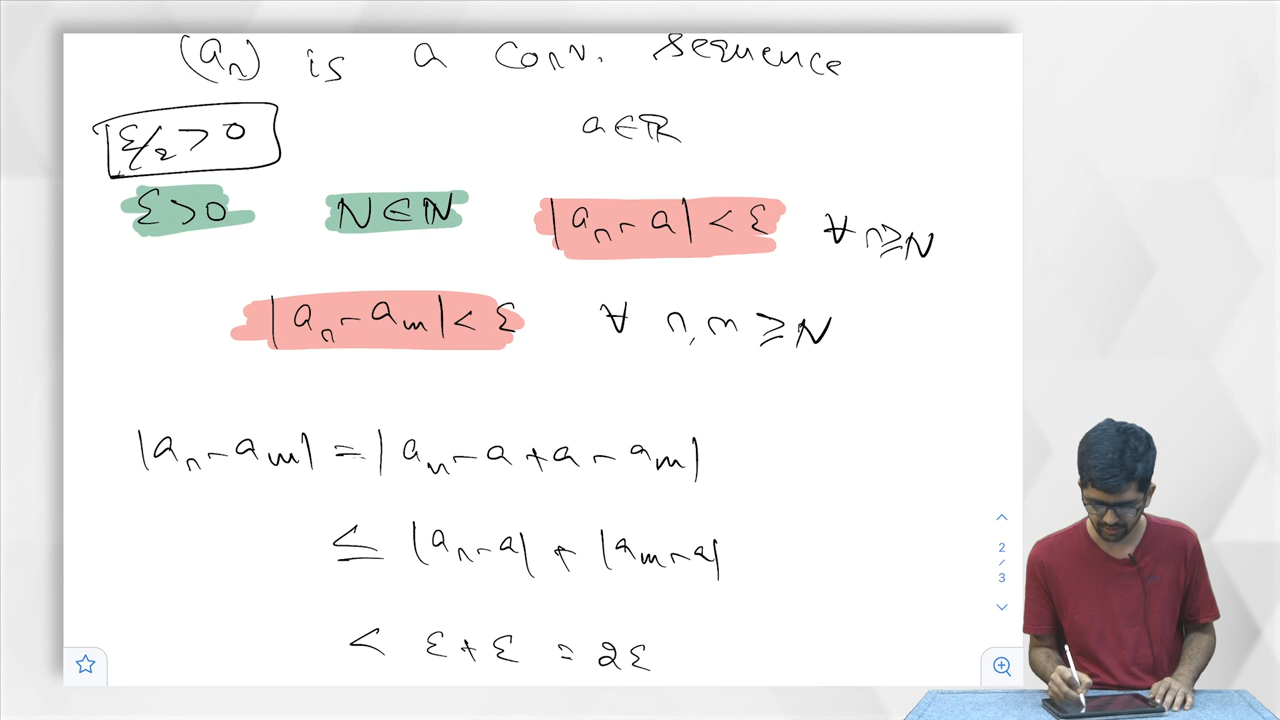 (aₙ) is a conv. sequence
ε/2 > 0
a ∈ ℝ
ε > 0 N ∈ ℕ |aₙ - a| < ε ∀ n ≥ N
|aₙ - aₘ| < ε ∀ n, m ≥ N
|aₙ - aₘ| = |aₙ - a + a - aₘ|
≤ |aₙ - a| + |aₘ - a|
< ε + ε = 2ε
2
/
3